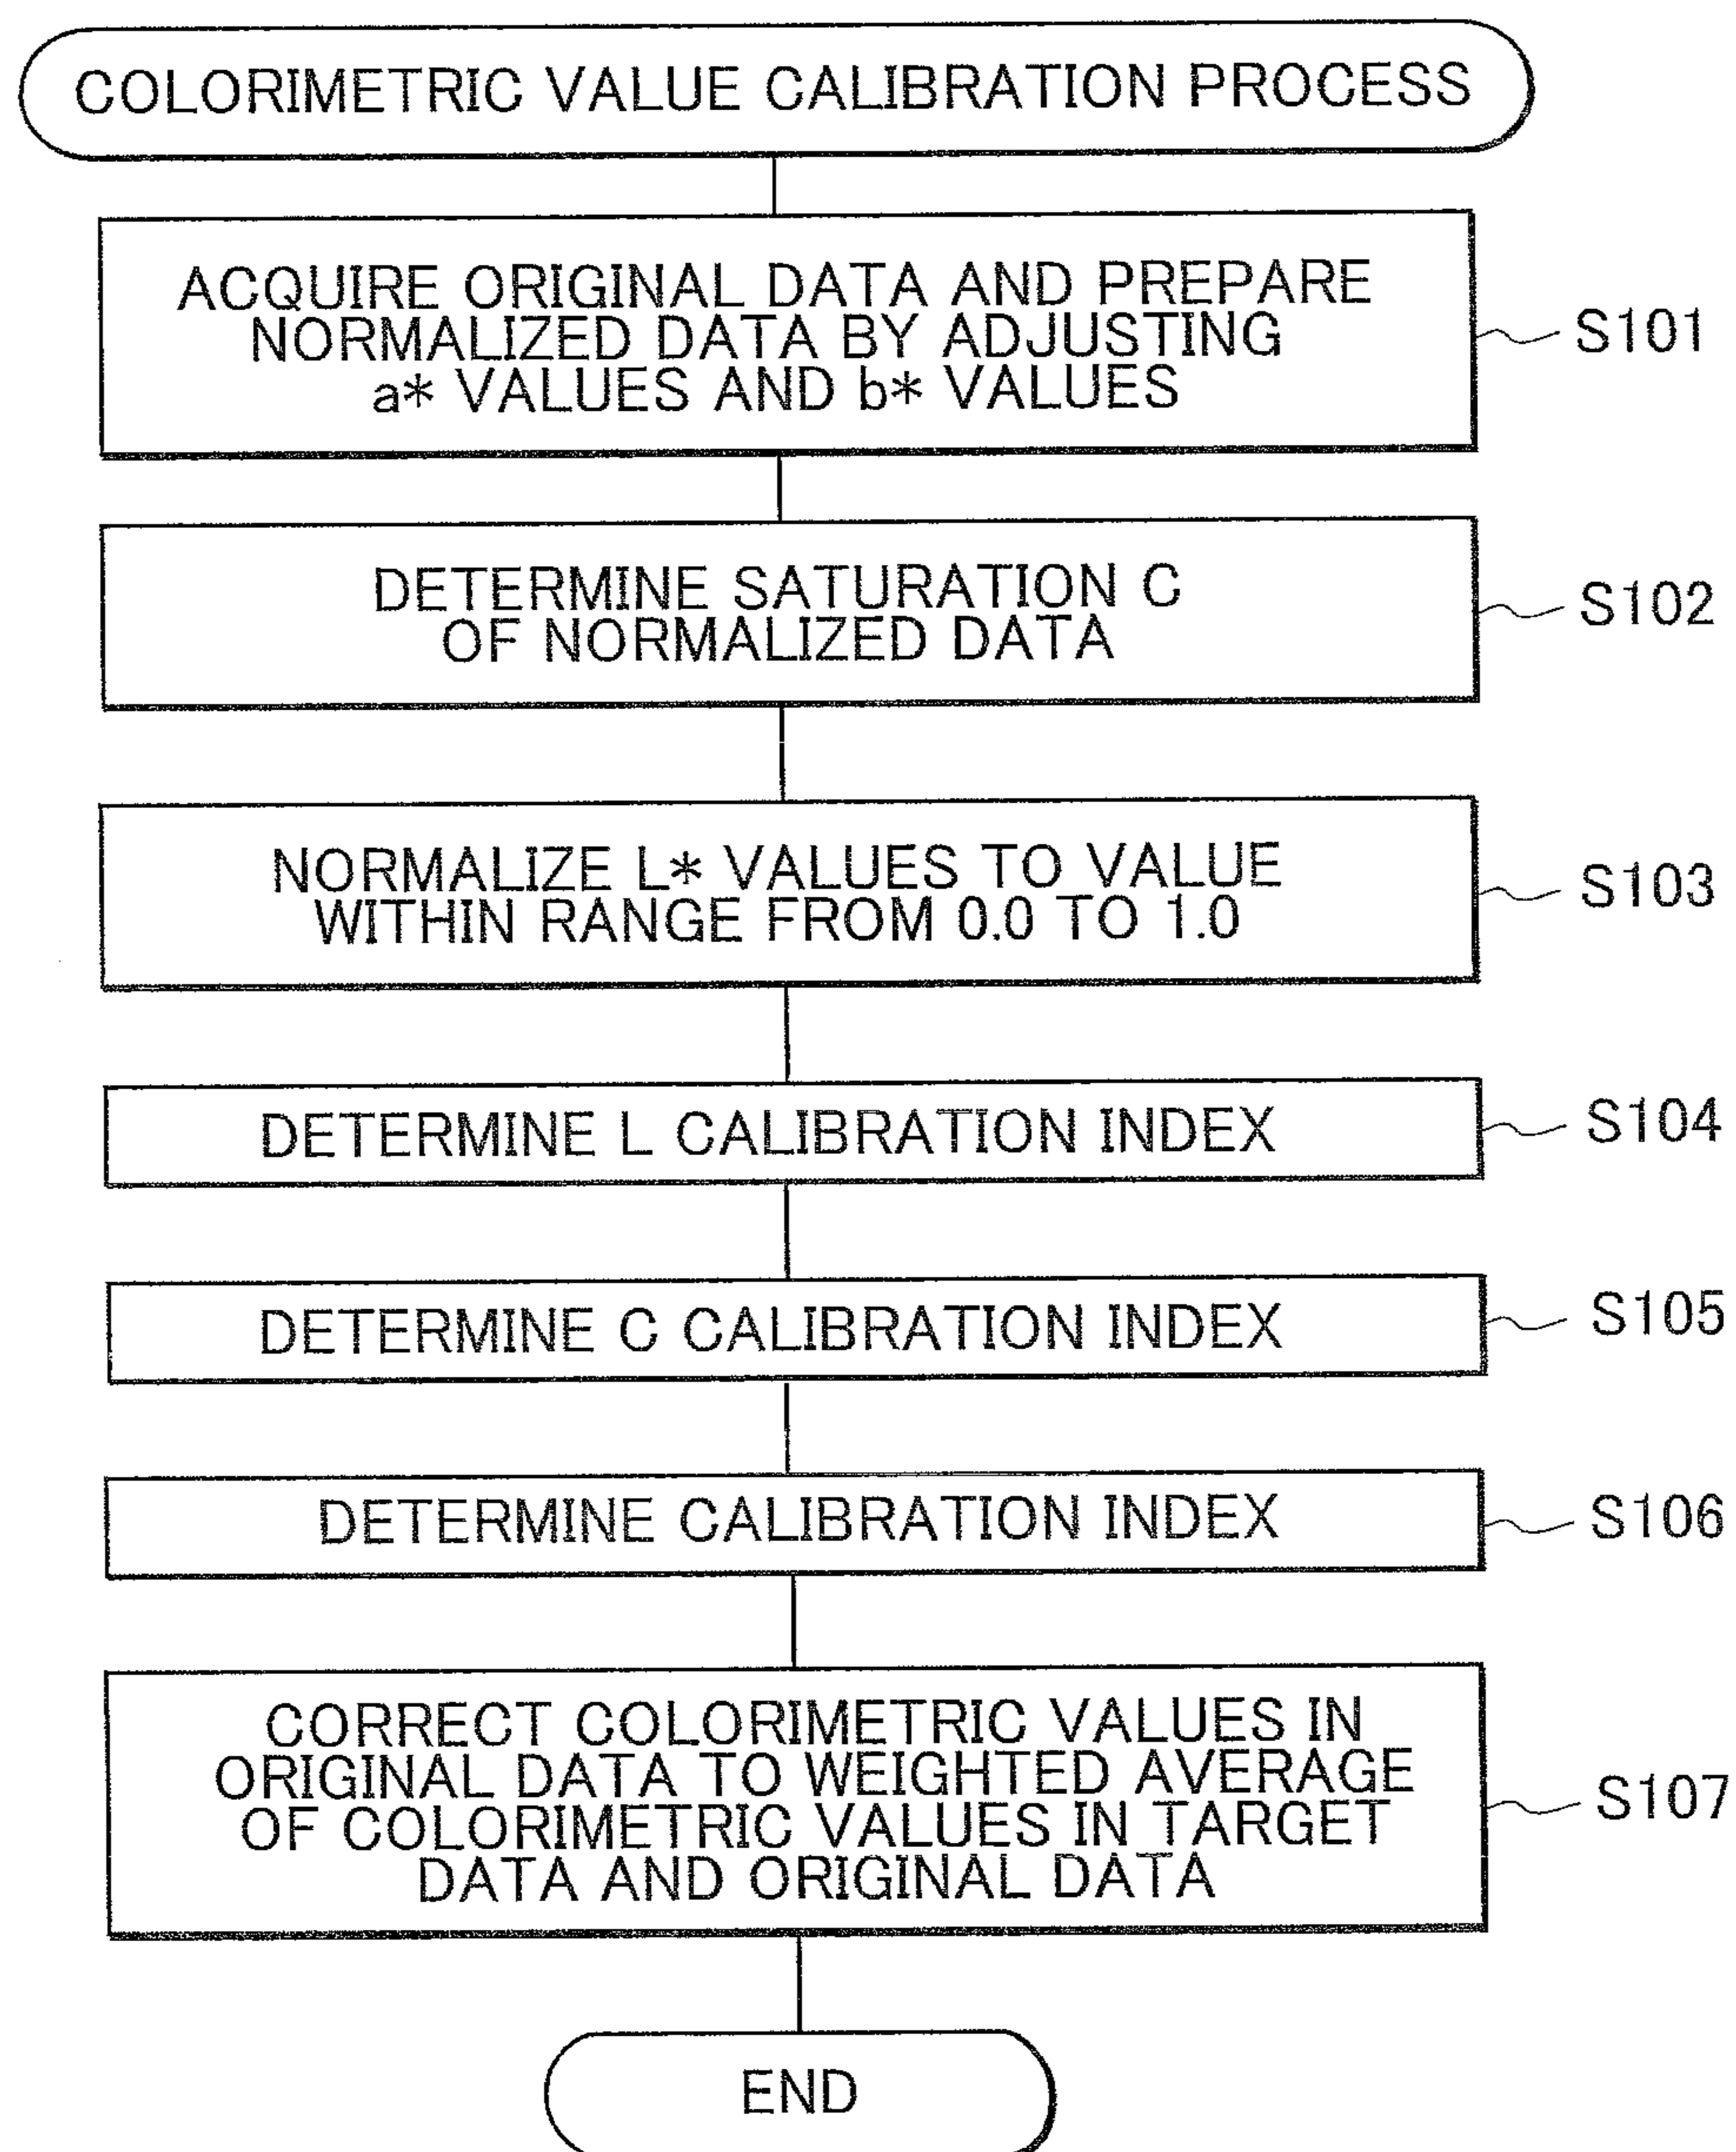 COLORIMETRIC VALUE CALIBRATION PROCESS
ACQUIRE ORIGINAL DATA AND PREPARE
NORMALIZED DATA BY ADJUSTING
a* VALUES AND b* VALUES
S101
DETERMINE SATURATION C
OF NORMALIZED DATA
S102
NORMALIZE L* VALUES TO VALUE
WITHIN RANGE FROM 0.0 TO 1.0
S103
DETERMINE L CALIBRATION INDEX
S104
DETERMINE C CALIBRATION INDEX
S105
DETERMINE CALIBRATION INDEX
S106
CORRECT COLORIMETRIC VALUES IN
ORIGINAL DATA TO WEIGHTED AVERAGE
OF COLORIMETRIC VALUES IN TARGET
DATA AND ORIGINAL DATA
S107
END